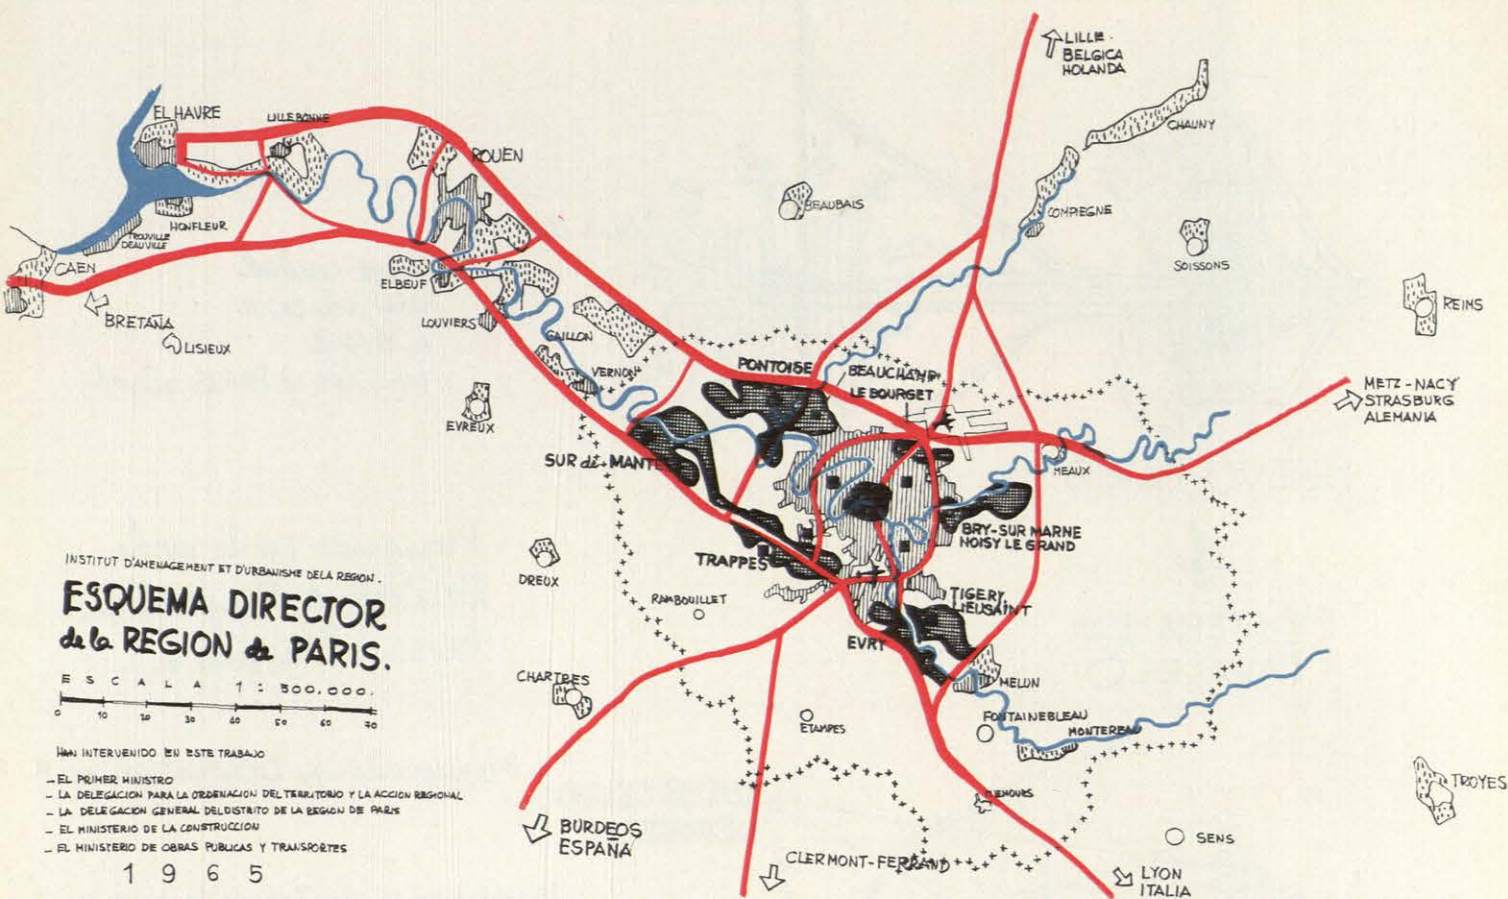 LILLE -
BELGICA
HOLANDA
EL HAVRE
LILLEBONNE
CHAUNY
ROUEN
BEAUBAIS
COMPIEGNE
HONFLEUR
TROUVILLE
DEAUVILLE
SOISSONS
CAEN
ELBEUF
REIMS
BRETAÑA
LISIEUX
LOUVIERS
GAILLON
VERNON
PONTOISE
BEAUCHAMP
LE BOURGET
METZ - NACY
STRASBURG
ALEMANIA
EVREUX
SUR de MANTE
MEAUX
BRY-SUR MARNE
NOISY LE GRAND
TRAPPES
DREUX
RAMBOUILLET
TIGERY
LIEUSAINT
EVRY
INSTITUT D'AMENAGEMENT ET D'URBANISME DE LA REGION.
ESQUEMA DIRECTOR
de la REGION de PARIS.
ESCALA 1:500.000.
0 10 20 30 40 50 60 70
CHARTRES
MELUN
ETAMPES
FONTAINEBLEAU
MONTEREAU
HAN INTERVENIDO EN ESTE TRABAJO
- EL PRIMER MINISTRO
- LA DELEGACION PARA LA ORDENACION DEL TERRITORIO Y LA ACCION REGIONAL
- LA DELEGACION GENERAL DEL DISTRITO DE LA REGION DE PARIS
- EL MINISTERIO DE LA CONSTRUCCION
- EL MINISTERIO DE OBRAS PUBLICAS Y TRANSPORTES
1965
NEMOURS
TROYES
BURDEOS
ESPAÑA
SENS
CLERMONT-FERRAND
LYON
ITALIA